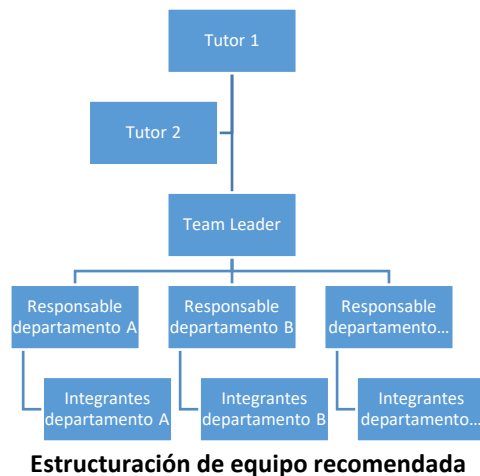 Tutor 1
Tutor 2
Team Leader
Responsable
departamento A
Responsable
departamento B
Responsable
departamento...
Integrantes
departamento A
Integrantes
departamento B
Integrantes
departamento...
Estructuración de equipo recomendada